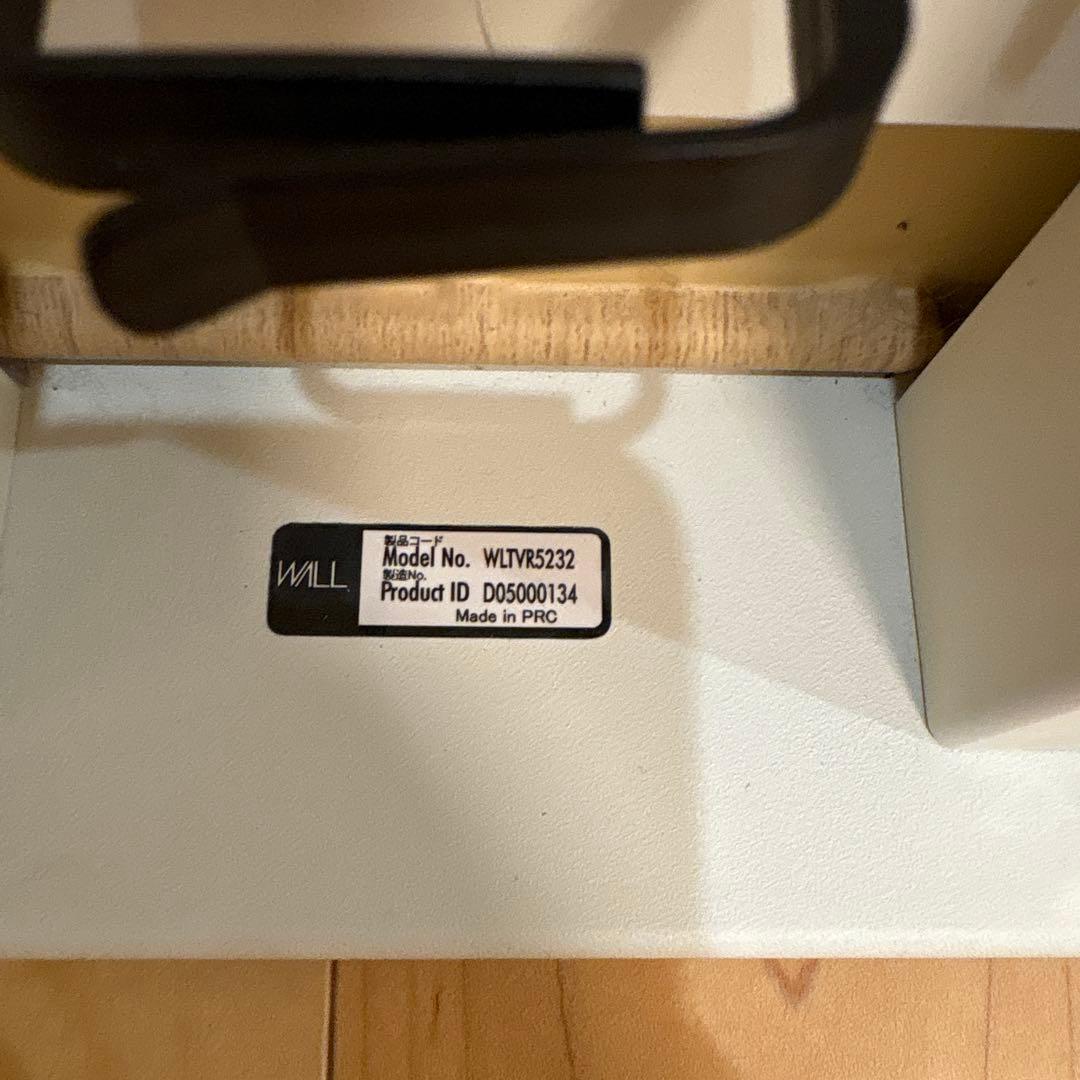 WALL
製品コード
Model No. WLTVR5232
製造No.
Product ID D05000134
Made in PRC